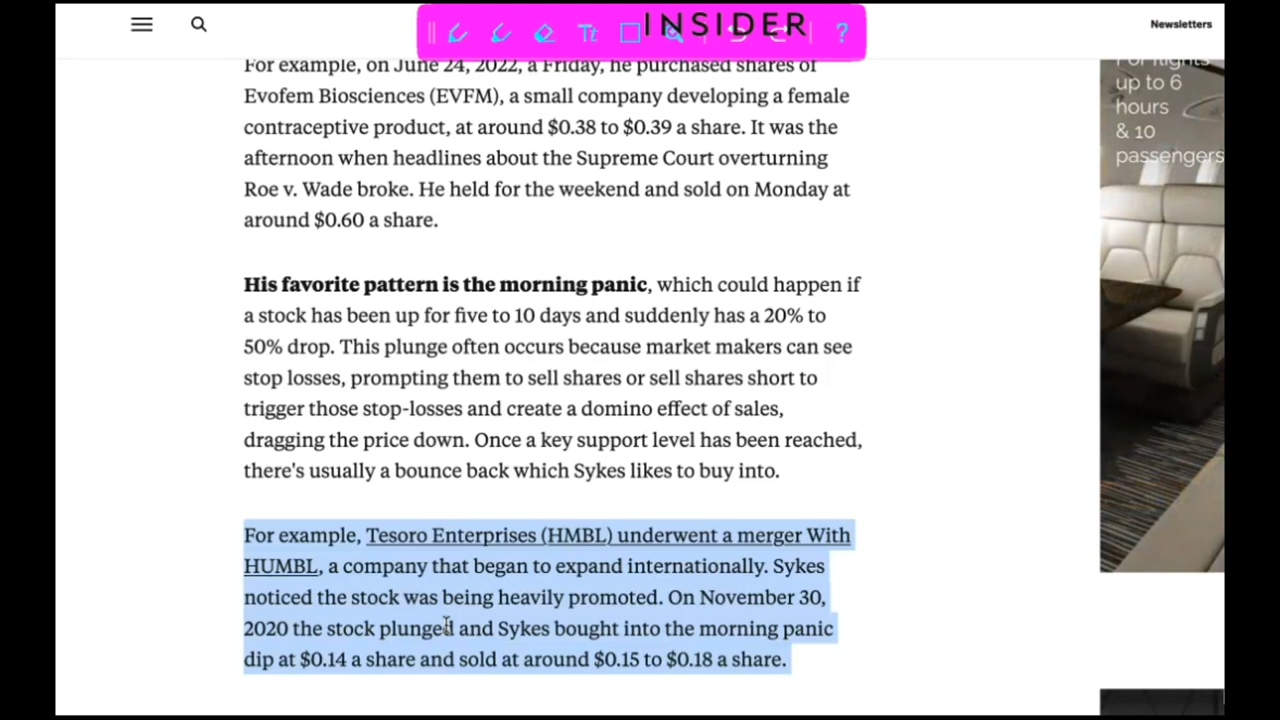 INSIDER
Newsletters
Tt
?
For example, on June 24, 2022, a Friday, he purchased shares of
Evofem Biosciences (EVFM), a small company developing a female
contraceptive product, at around $0.38 to $0.39 a share. It was the
afternoon when headlines about the Supreme Court overturning
Roe v. Wade broke. He held for the weekend and sold on Monday at
around $0.60 a share.
His favorite pattern is the morning panic, which could happen if
a stock has been up for five to 10 days and suddenly has a 20% to
50% drop. This plunge often occurs because market makers can see
stop losses, prompting them to sell shares or sell shares short to
trigger those stop-losses and create a domino effect of sales,
dragging the price down. Once a key support level has been reached,
there's usually a bounce back which Sykes likes to buy into.
For example, Tesoro Enterprises (HMBL) underwent a merger With
HUMBL, a company that began to expand internationally. Sykes
noticed the stock was being heavily promoted. On November 30,
2020 the stock plunged and Sykes bought into the morning panic
dip at $0.14 a share and sold at around $0.15 to $0.18 a share.
For flights
up to 6
hours
& 10
passengers